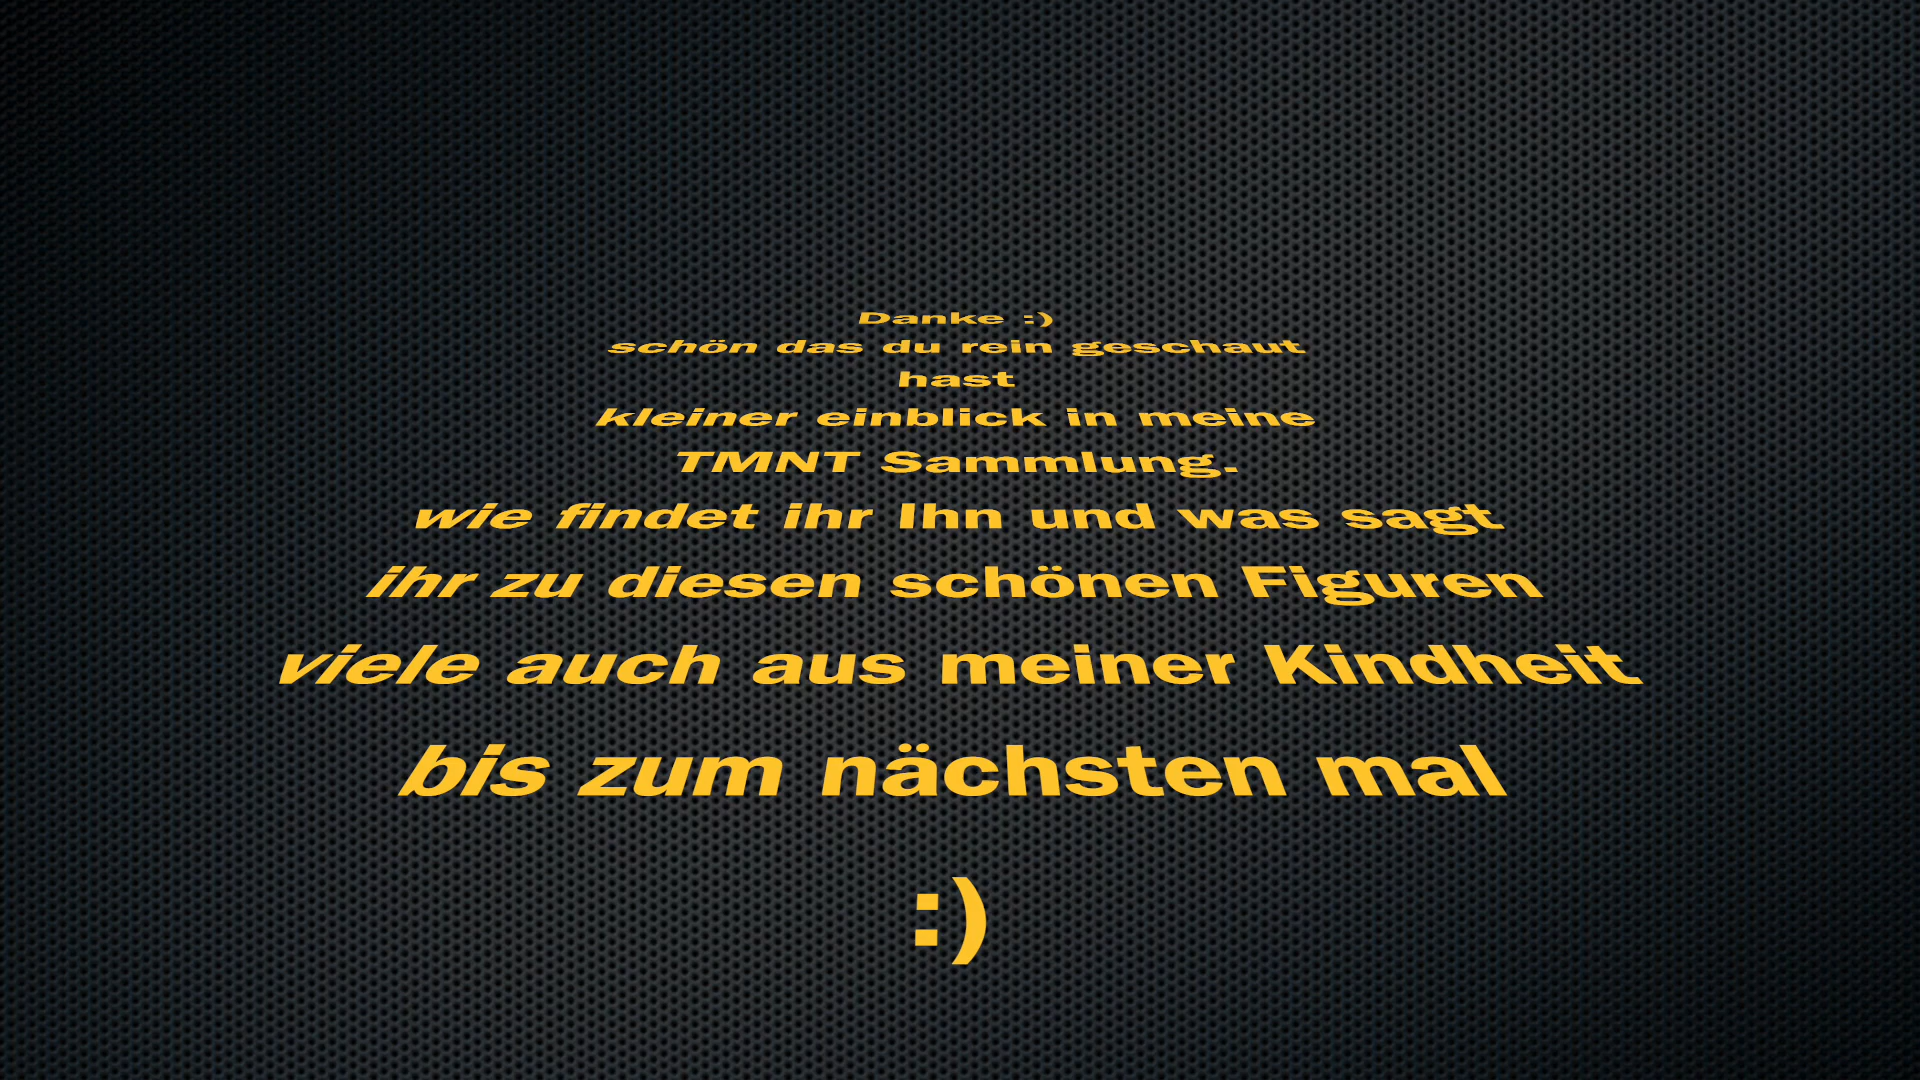 Danke :)
schön das du rein geschaut
hast
kleiner einblick in meine
TMNT Sammlung.
wie findet ihr Ihn und was sagt
ihr zu diesen schönen Figuren
viele auch aus meiner Kindheit
bis zum nächsten mal
:)